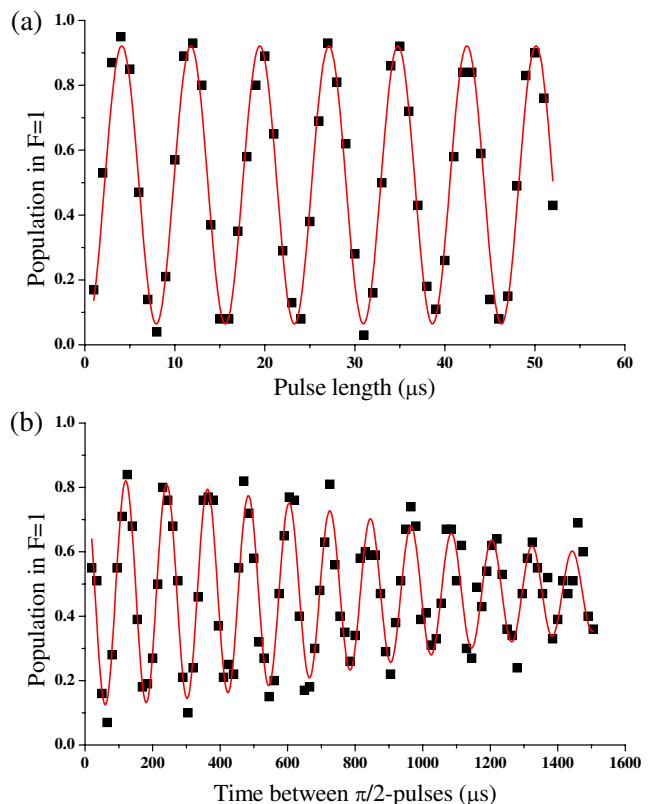 (a)
1.0
0.8
0.6
0.4
0.2
0.0
Population in F=1
0 10 20 30 40 50 60
Pulse length (μs)
(b)
1.0
0.8
0.6
0.4
0.2
0.0
Population in F=1
0 200 400 600 800 1000 1200 1400 1600
Time between π/2-pulses (μs)